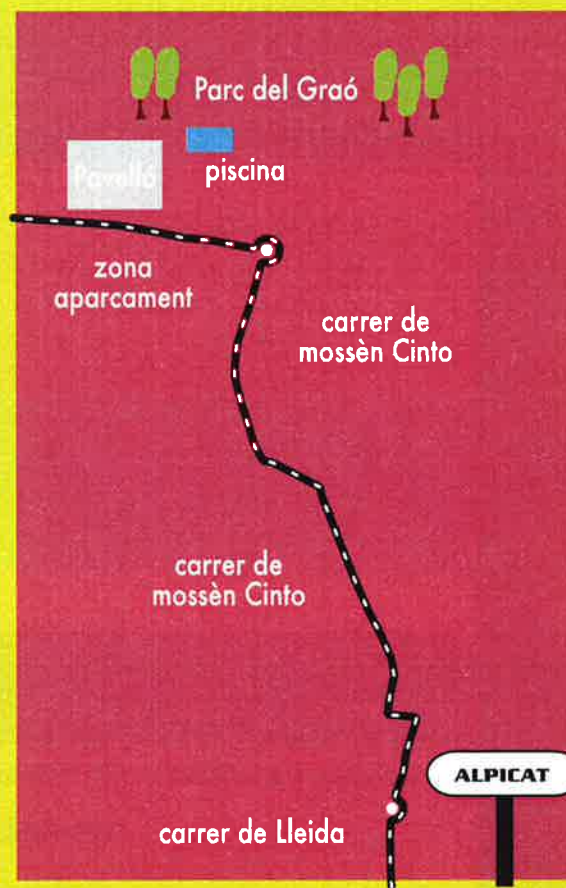 Parc del Graó
Pavelló
piscina
zona
aparcament
carrer de
mossèn Cinto
carrer de
mossèn Cinto
ALPICAT
carrer de Lleida